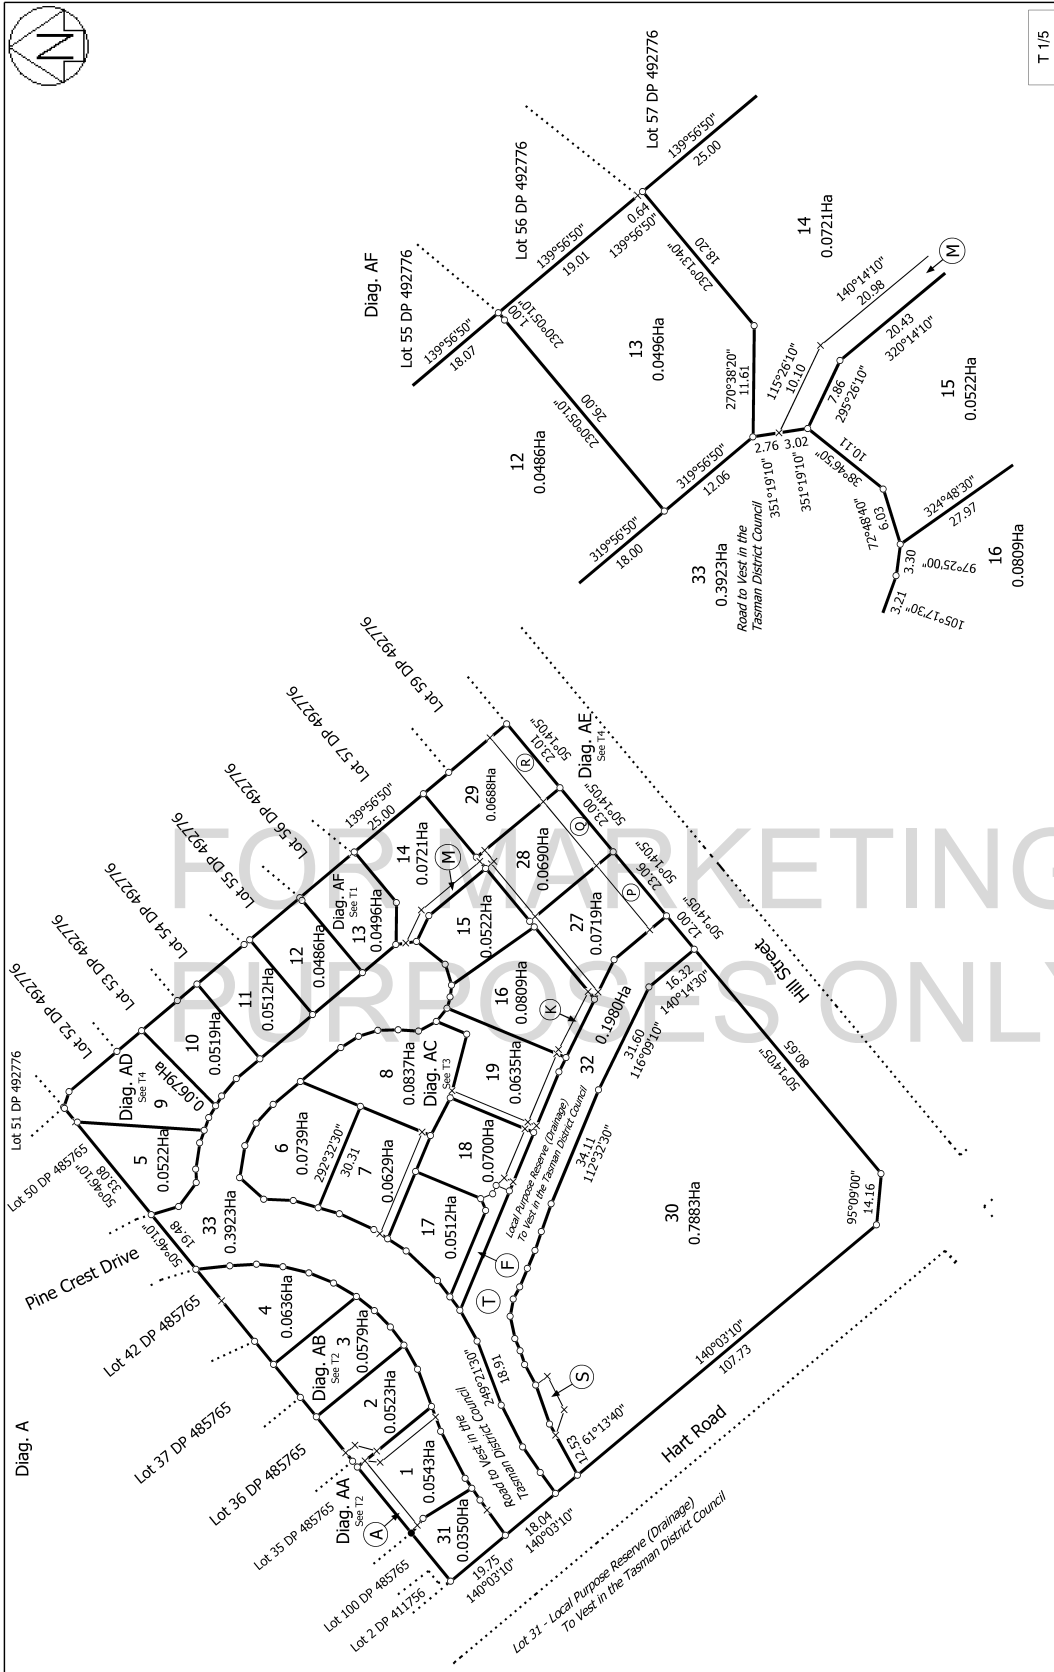 N
T 1/5
Diag. A
Pine Crest Drive
Lot 51 DP 492776
Lot 52 DP 492776
Lot 53 DP 492776
Lot 54 DP 492776
Lot 55 DP 492776
Lot 56 DP 492776
Lot 57 DP 492776
Lot 59 DP 492776
Lot 50 DP 485765
Lot 42 DP 485765
Lot 37 DP 485765
Lot 36 DP 485765
Lot 35 DP 485765
Lot 100 DP 485765
Lot 2 DP 411756
50°46'10"
33.08
50°46'10"
19.48
Diag. AD
See T4
9
0.0679Ha
5
0.0522Ha
10
0.0519Ha
11
0.0512Ha
12
0.0486Ha
Diag. AF
See T1
13
0.0496Ha
139°56'50"
25.00
14
0.0721Ha
M
15
0.0522Ha
16
0.0809Ha
29
0.0688Ha
28
0.0690Ha
27
0.0719Ha
R
Q
P
23.01
50°14'05"
Diag. AE
See T4
23.00
50°14'05"
23.06
50°14'05"
12.00
50°14'05"
33
0.3923Ha
6
0.0739Ha
292°32'30"
30.31
7
0.0629Ha
8
0.0837Ha
Diag. AC
See T3
19
0.0635Ha
18
0.0700Ha
17
0.0512Ha
K
F
T
32
0.1980Ha
Local Purpose Reserve (Drainage)
To Vest in the Tasman District Council
16.32
140°14'30"
31.60
116°09'10"
34.11
112°32'30"
4
0.0636Ha
Diag. AB
See T2
3
0.0579Ha
2
0.0523Ha
1
0.0543Ha
Diag. AA
See T2
A
31
0.0350Ha
249°21'30"
18.91
Road to Vest in the
Tasman District Council
S
12.53
61°13'40"
18.04
140°03'10"
19.75
140°03'10"
30
0.7883Ha
80.65
50°14'05"
95°09'00"
14.16
140°03'10"
107.73
Hill Street
Hart Road
Lot 31 - Local Purpose Reserve (Drainage)
To Vest in the Tasman District Council
Diag. AF
Lot 55 DP 492776
Lot 56 DP 492776
Lot 57 DP 492776
139°56'50"
18.07
139°56'50"
19.01
0.64
139°56'50"
139°56'50"
25.00
1.00
230°05'10"
26.00
230°05'10"
12
0.0486Ha
13
0.0496Ha
18.20
230°13'40"
14
0.0721Ha
270°38'20"
11.61
319°56'50"
18.00
319°56'50"
12.06
2.76
351°19'10"
3.02
351°19'10"
115°26'10"
10.10
140°14'10"
20.98
M
20.43
320°14'10"
7.86
295°26'10"
15
0.0522Ha
10.11
38°46'50"
72°48'40"
6.03
324°48'30"
27.97
3.30
97°25'00"
3.21
105°17'30"
16
0.0809Ha
33
0.3923Ha
Road to Vest in the
Tasman District Council
FOR MARKETING
PURPOSES ONLY